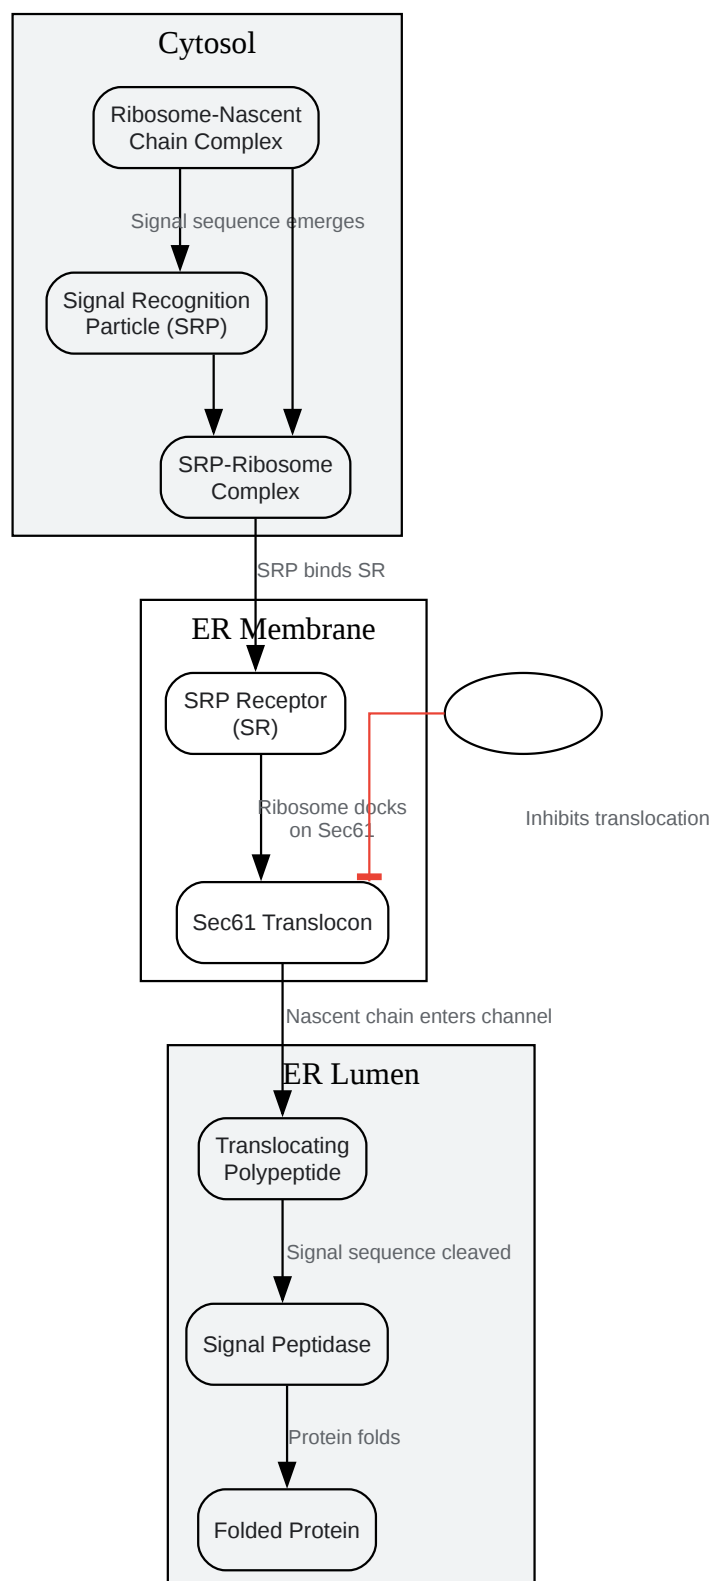 Cytosol
Ribosome-Nascent
Chain Complex
Signal sequence emerges
Signal Recognition
Particle (SRP)
SRP-Ribosome
Complex
SRP binds SR
ER Membrane
SRP Receptor
(SR)
Ribosome docks
on Sec61
Inhibits translocation
Sec61 Translocon
Nascent chain enters channel
ER Lumen
Translocating
Polypeptide
Signal sequence cleaved
Signal Peptidase
Protein folds
Folded Protein